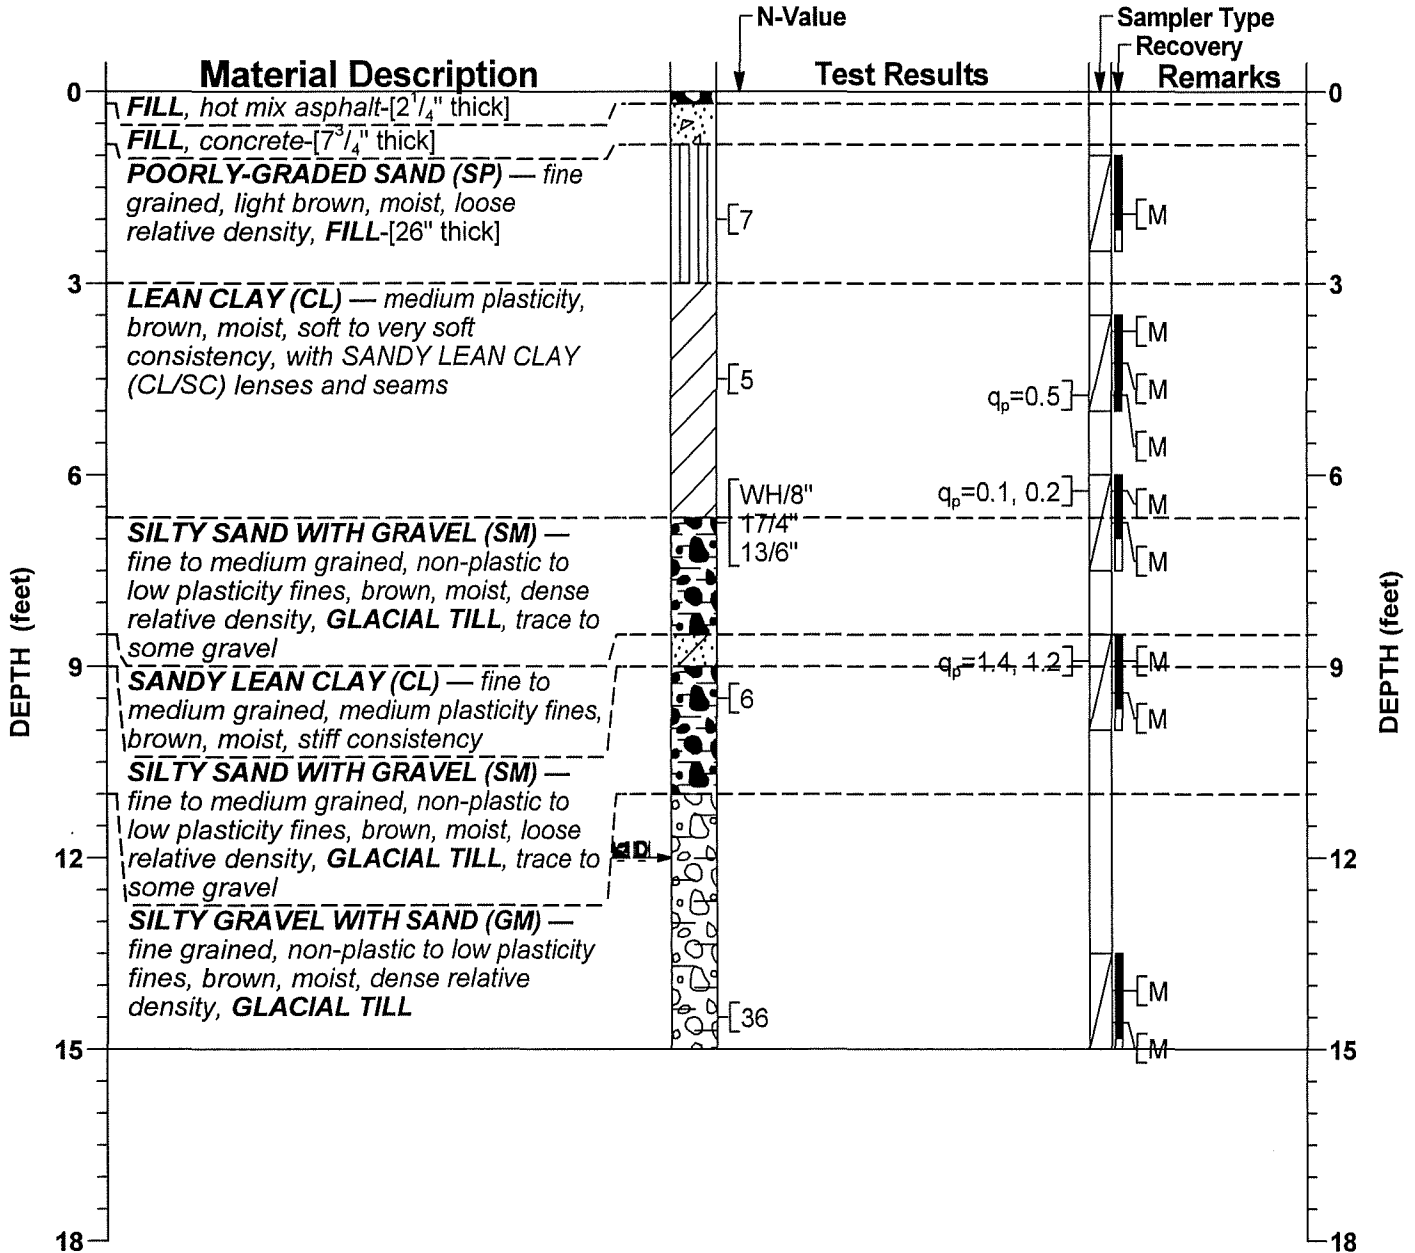 N-Value
Sampler Type
Recovery
Material Description
Test Results
Remarks
0
0
FILL, hot mix asphalt-[2 1/4" thick]
FILL, concrete-[7 3/4" thick]
POORLY-GRADED SAND (SP) — fine
grained, light brown, moist, loose
relative density, FILL-[26" thick]
7
M
3
3
LEAN CLAY (CL) — medium plasticity,
brown, moist, soft to very soft
consistency, with SANDY LEAN CLAY
(CL/SC) lenses and seams
5
qp=0.5
M
M
M
6
6
WH/8"
17/4"
13/6"
qp=0.1, 0.2
M
M
SILTY SAND WITH GRAVEL (SM) —
fine to medium grained, non-plastic to
low plasticity fines, brown, moist, dense
relative density, GLACIAL TILL, trace to
some gravel
DEPTH (feet)
DEPTH (feet)
9
9
qp=1.4, 1.2
M
M
SANDY LEAN CLAY (CL) — fine to
medium grained, medium plasticity fines,
brown, moist, stiff consistency
6
SILTY SAND WITH GRAVEL (SM) —
fine to medium grained, non-plastic to
low plasticity fines, brown, moist, loose
relative density, GLACIAL TILL, trace to
some gravel
12
12
SILTY GRAVEL WITH SAND (GM) —
fine grained, non-plastic to low plasticity
fines, brown, moist, dense relative
density, GLACIAL TILL
36
M
M
15
15
18
18